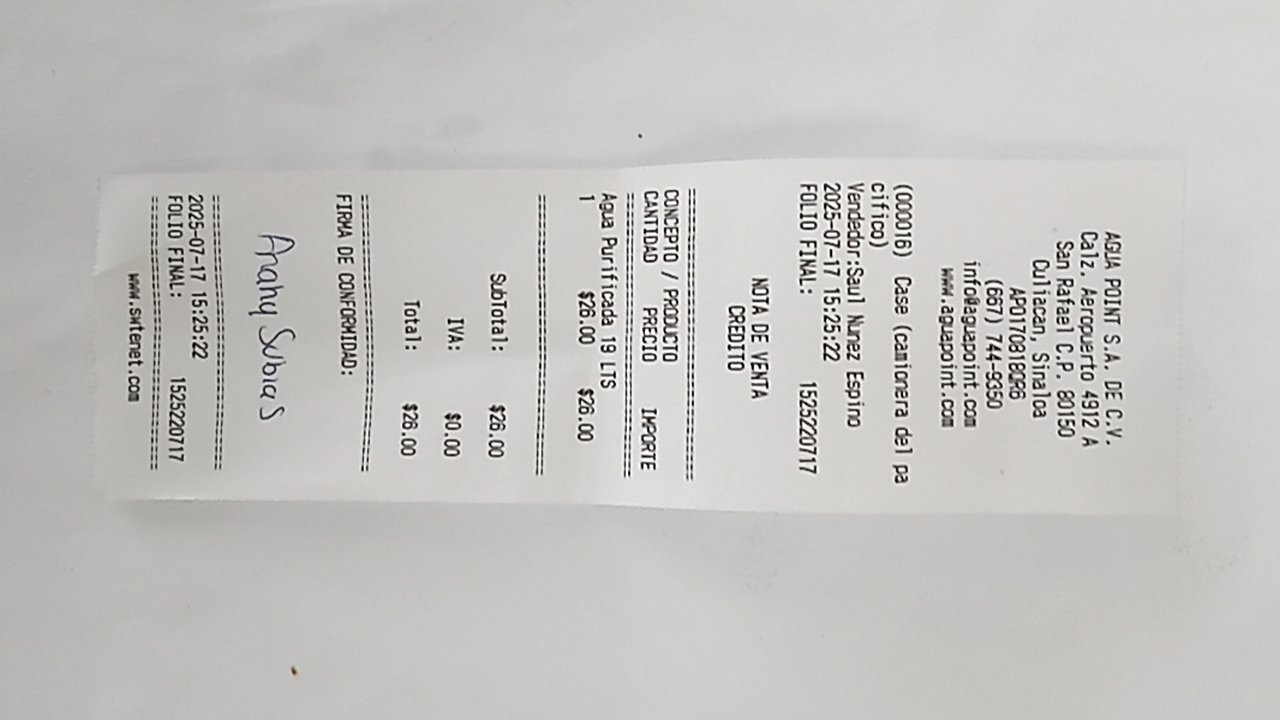 AGUA POINT S.A. DE C.V.
Calz. Aeropuerto 4912 A
San Rafael C.P. 80150
Culiacan, Sinaloa
APO170818QR6
(667) 744-9350
info@aguapoint.com
www.aguapoint.com
(000016) Case (camionera del pa
cifico)
Vendedor:Saul Nunez Espino
2025-07-17 15:25:22
FOLIO FINAL: 1525220717
NOTA DE VENTA
CREDITO
==============================
CONCEPTO / PRODUCTO
CANTIDAD PRECIO IMPORTE
==============================
Agua Purificada 19 LTS
1 $26.00 $26.00
==============================
SubTotal: $26.00
IVA: $0.00
Total: $26.00
==============================
FIRMA DE CONFORMIDAD:
Anahy Subias
==============================
2025-07-17 15:25:22
FOLIO FINAL: 1525220717
==============================
www.swtenet.com